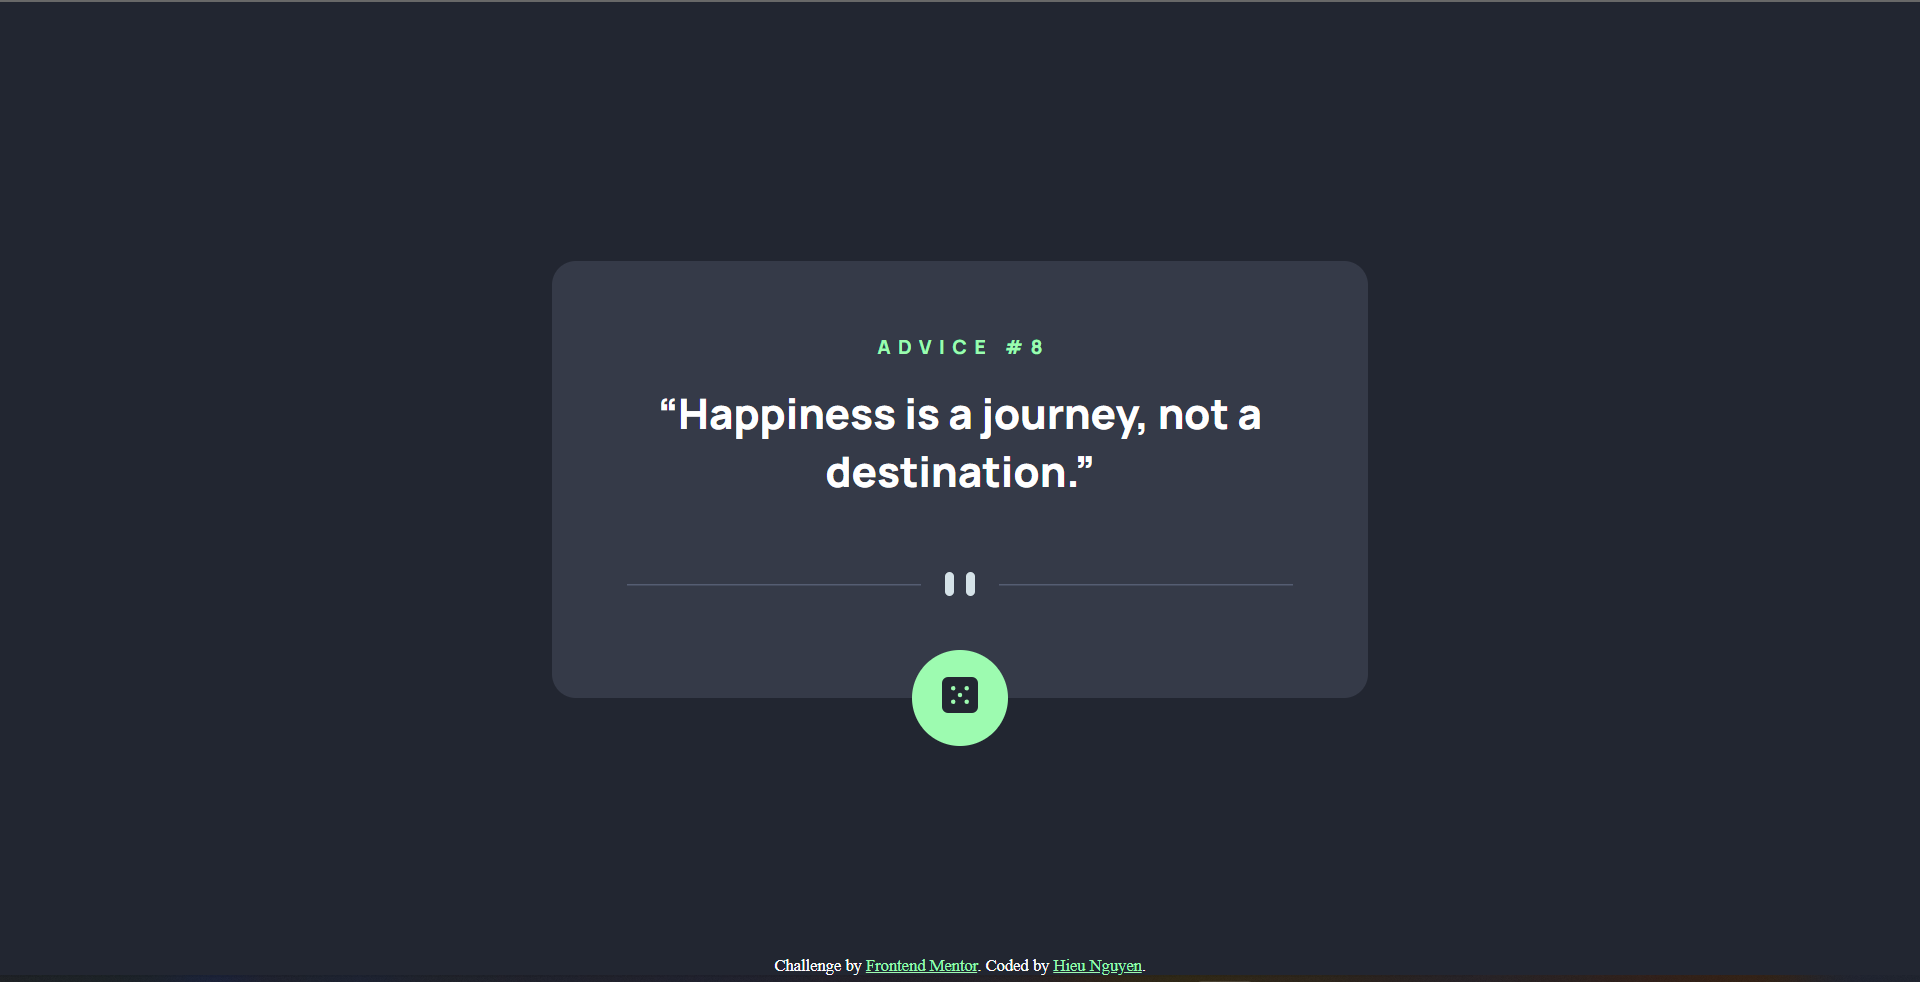 ADVICE #8
“Happiness is a journey, not a
destination.”
Challenge by Frontend Mentor. Coded by Hieu Nguyen.